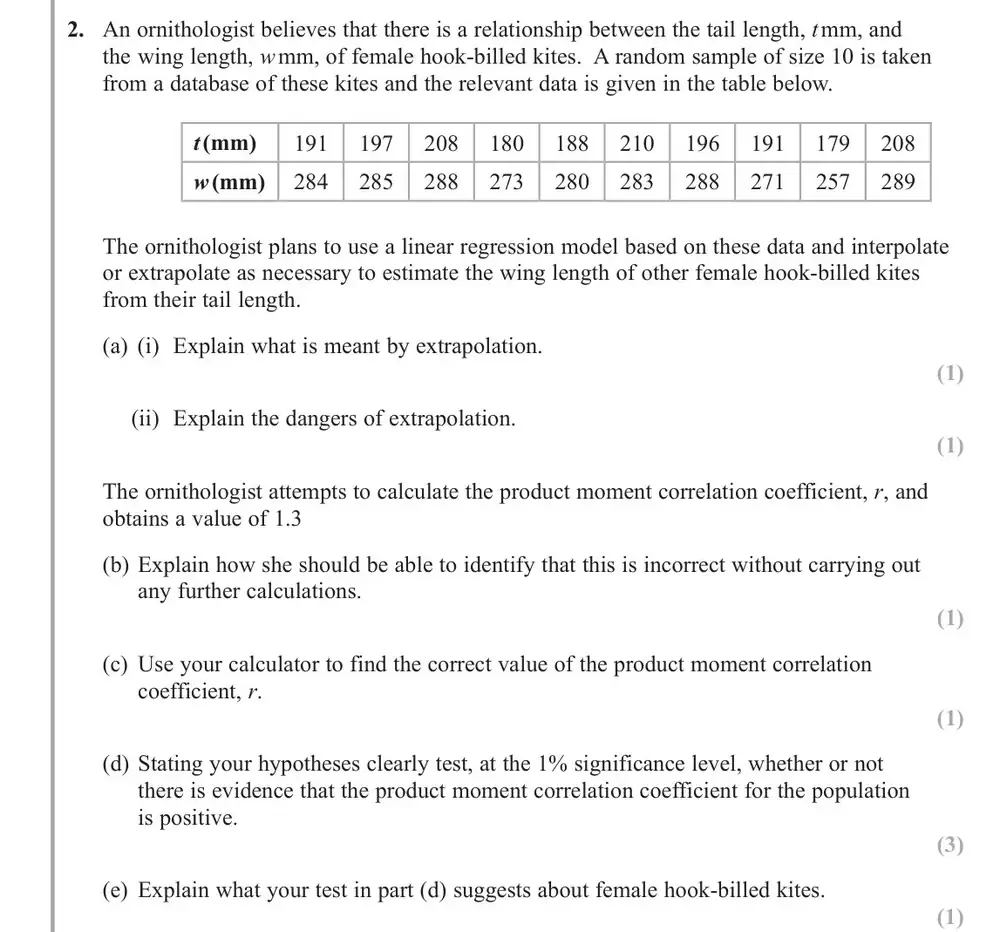 2. An ornithologist believes that there is a relationship between the tail length, t mm, and
the wing length, w mm, of female hook-billed kites. A random sample of size 10 is taken
from a database of these kites and the relevant data is given in the table below.
t (mm) 191 197 208 180 188 210 196 191 179 208
w (mm) 284 285 288 273 280 283 288 271 257 289
The ornithologist plans to use a linear regression model based on these data and interpolate
or extrapolate as necessary to estimate the wing length of other female hook-billed kites
from their tail length.
(a) (i) Explain what is meant by extrapolation.
(1)
(ii) Explain the dangers of extrapolation.
(1)
The ornithologist attempts to calculate the product moment correlation coefficient, r, and
obtains a value of 1.3
(b) Explain how she should be able to identify that this is incorrect without carrying out
any further calculations.
(1)
(c) Use your calculator to find the correct value of the product moment correlation
coefficient, r.
(1)
(d) Stating your hypotheses clearly test, at the 1% significance level, whether or not
there is evidence that the product moment correlation coefficient for the population
is positive.
(3)
(e) Explain what your test in part (d) suggests about female hook-billed kites.
(1)